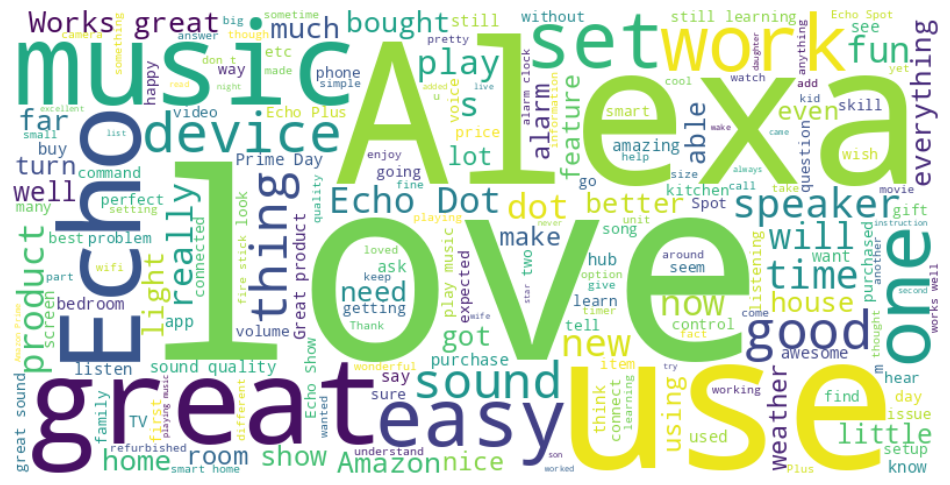 Works great
bought
still
without
still learning
Echo Spot
big
sometime
camera
answer
though
something
music
Alexa
set
work
fun
see
yet
everything
much
etc
don t
pretty
play
daughter
anything
add
cool
watch
happy
way
made
night
read
excellent
phone
simple
u
live
added
s
voice
information
feature
smart
alarm clock
alarm
kid
even
skill
far
video
Echo Plus
price
amazing
help
wake
came
able
question
wish
small
list
buy
device
lot
turn
command
Prime Day
enjoy
going
fine
go
size
always
take
movie
well
Echo
love
Echo Dot
dot
better
kitchen
call
Spot
speaker
gift
instruction
many
perfect
setting
really
thing
quality
playing
never
song
unit
make
will
one
best
problem
connected
fire stick look
loved
ask
play music
star
two
hub
around
seem
want
another
purchased
works well
product
light
need
keep
expected
option
give
now
time
part
wifi
screen
bedroom
app
Great product
getting
learn
timer
control
house
listening
thought
second
Amazon Prime
volume
Thank
got
tell
new
come
fact
good
awesome
m
hear
listen
sound quality
wonderful
wife
purchase
item
great sound
great
easy
sound
use
say
sure
think
connect
learning
try
using
working
weather
find
day
issue
family
TV
first
playing music
different
Echo Show
wanted
used
little
setup
refurbished
understand
son
worked
Plus
home
room
smart home
show
Amazon
nice
know